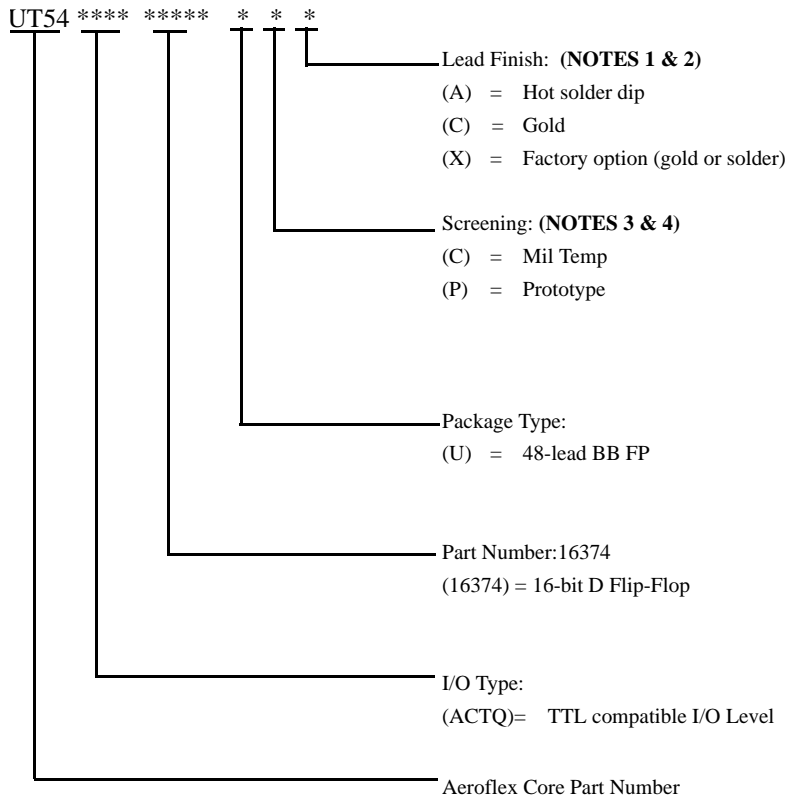 UT54 **** ***** * * *
Lead Finish: (NOTES 1 & 2)
(A) = Hot solder dip
(C) = Gold
(X) = Factory option (gold or solder)
Screening: (NOTES 3 & 4)
(C) = Mil Temp
(P) = Prototype
Package Type:
(U) = 48-lead BB FP
Part Number:16374
(16374) = 16-bit D Flip-Flop
I/O Type:
(ACTQ)= TTL compatible I/O Level
Aeroflex Core Part Number